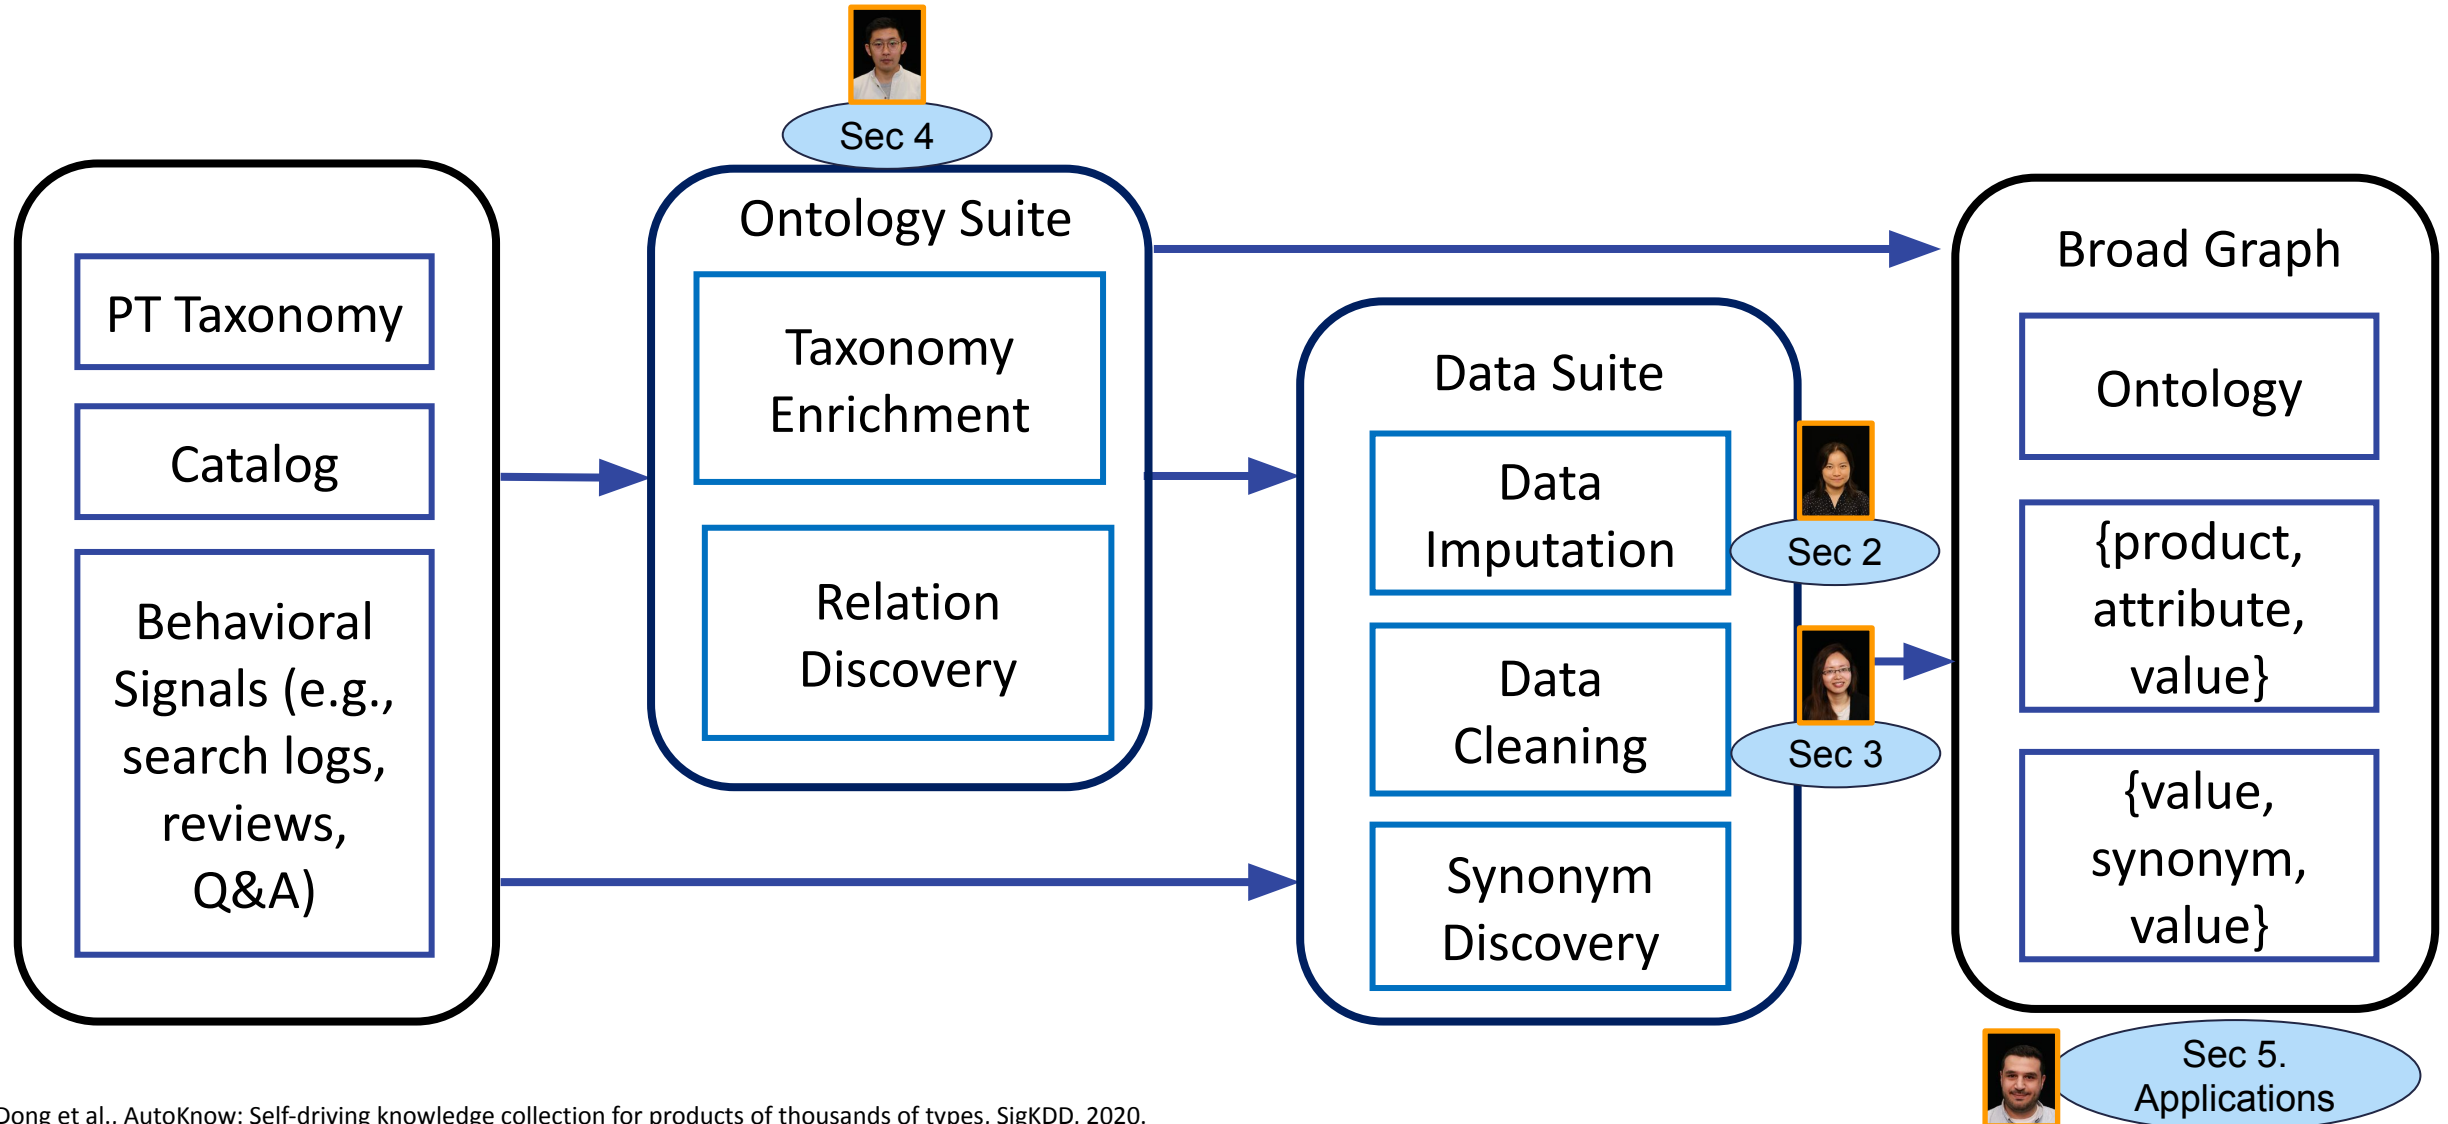 Sec 4
PT Taxonomy
Catalog
Behavioral
Signals (e.g.,
search logs,
reviews,
Q&A)
Ontology Suite
Taxonomy
Enrichment
Relation
Discovery
Data Suite
Data
Imputation
Sec 2
Data
Cleaning
Sec 3
Synonym
Discovery
Broad Graph
Ontology
{product,
attribute,
value}
{value,
synonym,
value}
Sec 5.
Applications
Dong et al., AutoKnow: Self-driving knowledge collection for products of thousands of types, SigKDD, 2020.